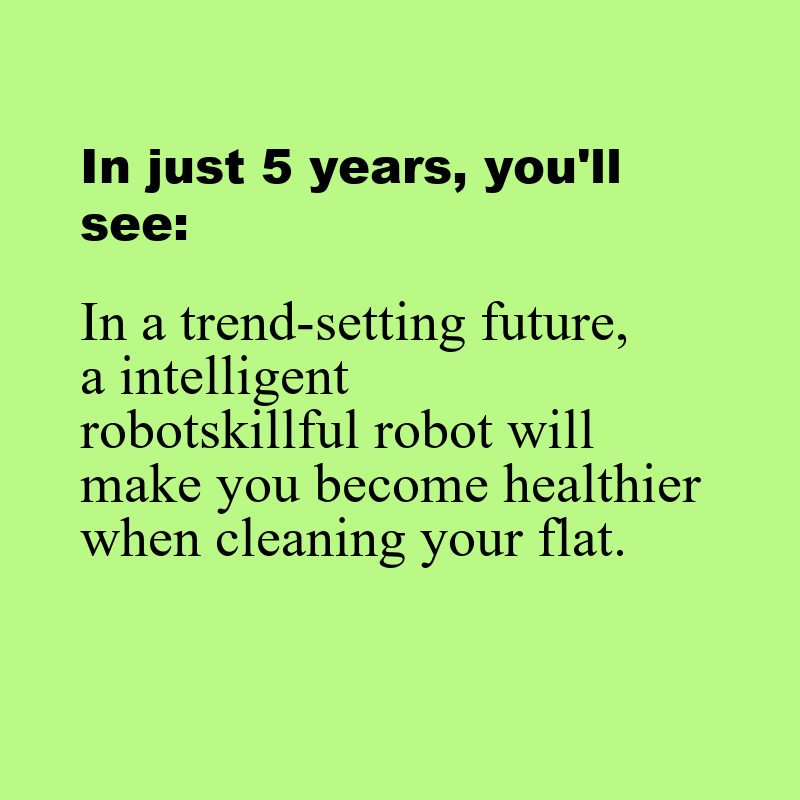 In just 5 years, you'll
see:
In a trend-setting future,
a intelligent
robotskillful robot will
make you become healthier
when cleaning your flat.